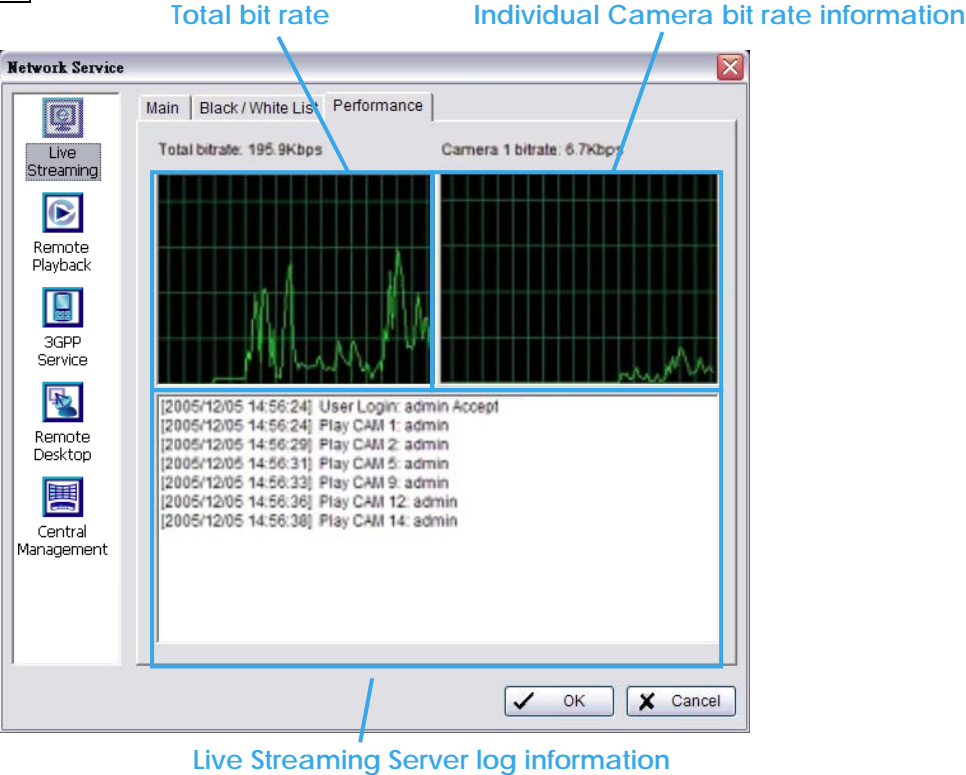 Total bit rate
Individual Camera bit rate information
Network Service
Live
Streaming
Remote
Playback
3GPP
Service
Remote
Desktop
Central
Management
Main
Black / White List
Performance
Total bitrate: 195.9Kbps
Camera 1 bitrate: 6.7Kbps
[2005/12/05 14:56:24] User Login: admin Accept
[2005/12/05 14:56:24] Play CAM 1: admin
[2005/12/05 14:56:29] Play CAM 2: admin
[2005/12/05 14:56:31] Play CAM 5: admin
[2005/12/05 14:56:33] Play CAM 9: admin
[2005/12/05 14:56:36] Play CAM 12: admin
[2005/12/05 14:56:38] Play CAM 14: admin
OK
Cancel
Live Streaming Server log information